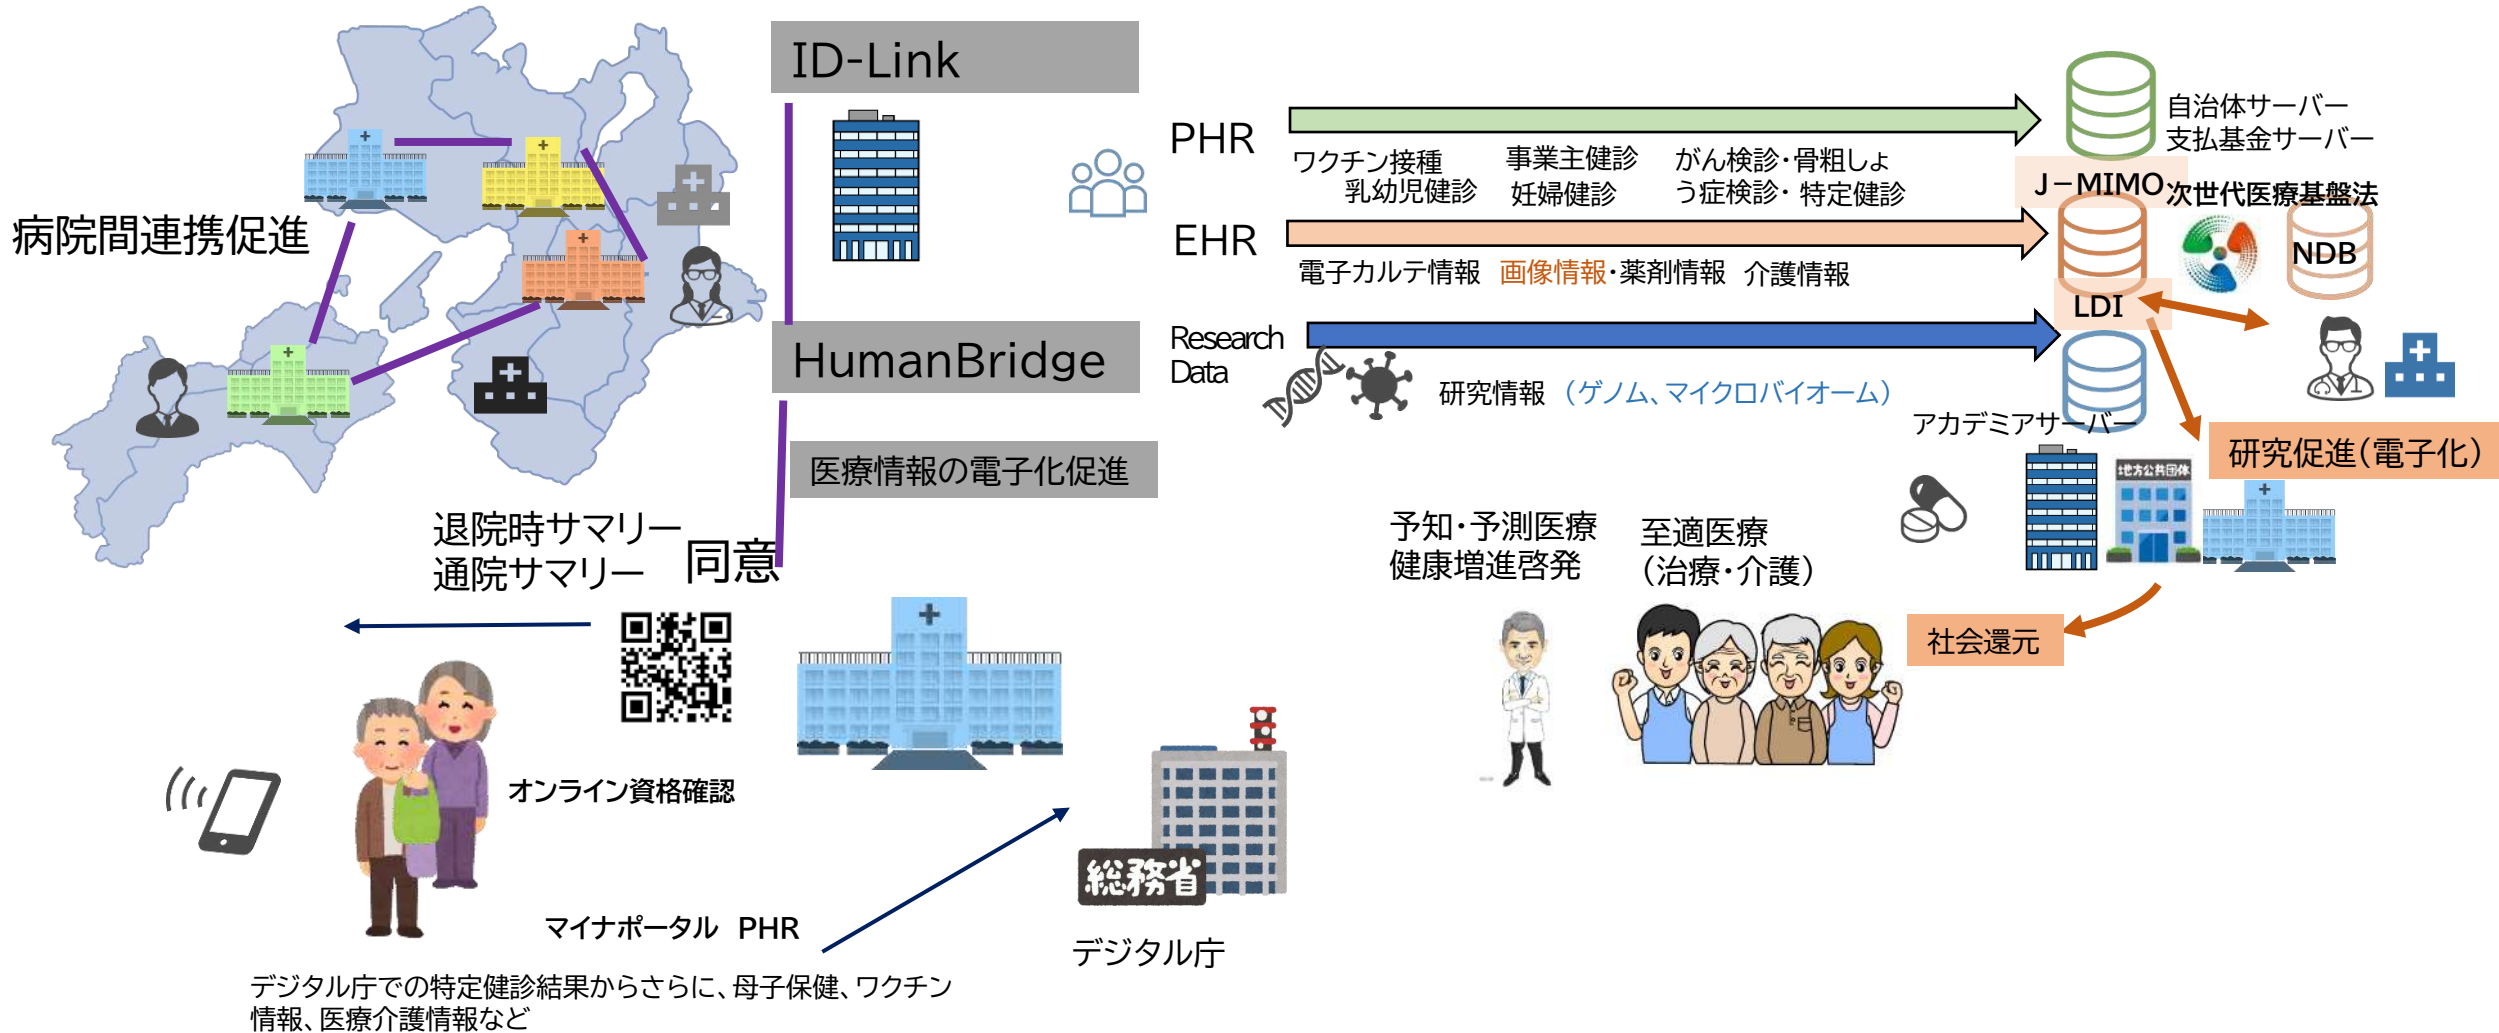 ID-Link
病院間連携促進
HumanBridge
医療情報の電子化促進
退院時サマリー
通院サマリー
同意
オンライン資格確認
マイナポータル PHR
デジタル庁での特定健診結果からさらに、母子保健、ワクチン
情報、医療介護情報など
総務省
デジタル庁
PHR
ワクチン接種
乳幼児健診
事業主健診
妊婦健診
がん検診・骨粗しょ
う症検診・ 特定健診
自治体サーバー
支払基金サーバー
J－MIMO
次世代医療基盤法
EHR
電子カルテ情報
画像情報・薬剤情報
介護情報
NDB
LDI
Research
Data
研究情報 （ゲノム、マイクロバイオーム）
アカデミアサーバー
研究促進（電子化）
地方公共団体
予知・予測医療
健康増進啓発
至適医療
（治療・介護）
社会還元